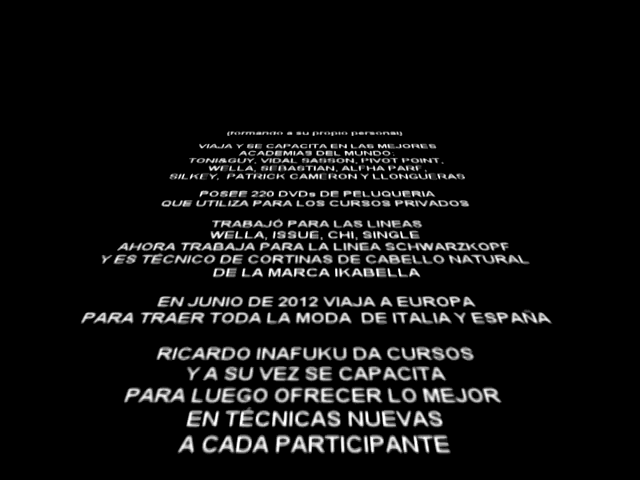 (formando a su propio personal)
VIAJA Y SE CAPACITA EN LAS MEJORES
ACADEMIAS DEL MUNDO:
TONI&GUY, VIDAL SASSON, PIVOT POINT,
WELLA, SEBASTIAN, ALFHA PARF,
SILKEY, PATRICK CAMERON Y LLONGUERAS
POSEE 220 DVDs DE PELUQUERIA
QUE UTILIZA PARA LOS CURSOS PRIVADOS
TRABAJÓ PARA LAS LINEAS
WELLA, ISSUE, CHI, SINGLE
AHORA TRABAJA PARA LA LINEA SCHWARZKOPF
Y ES TÉCNICO DE CORTINAS DE CABELLO NATURAL
DE LA MARCA IKABELLA
EN JUNIO DE 2012 VIAJA A EUROPA
PARA TRAER TODA LA MODA DE ITALIA Y ESPAÑA
RICARDO INAFUKU DA CURSOS
Y A SU VEZ SE CAPACITA
PARA LUEGO OFRECER LO MEJOR
EN TÉCNICAS NUEVAS
A CADA PARTICIPANTE